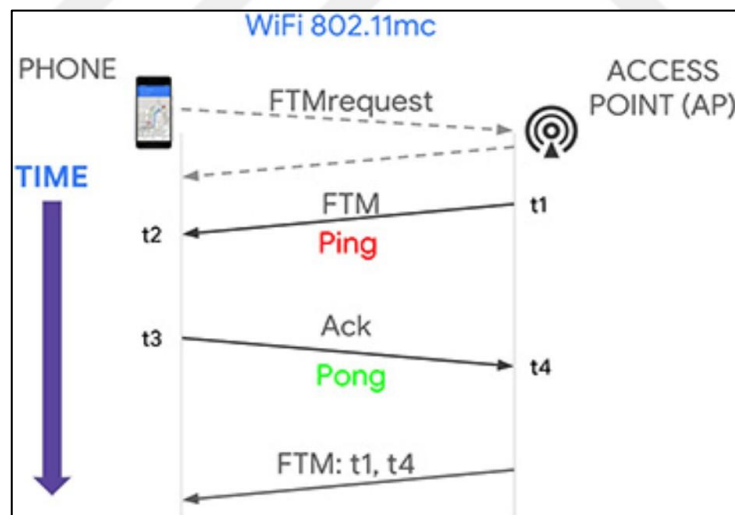 WiFi 802.11mc
PHONE
FTMrequest
ACCESS
POINT (AP)
TIME
FTM
t1
t2
Ping
Ack
t3
t4
Pong
FTM: t1, t4